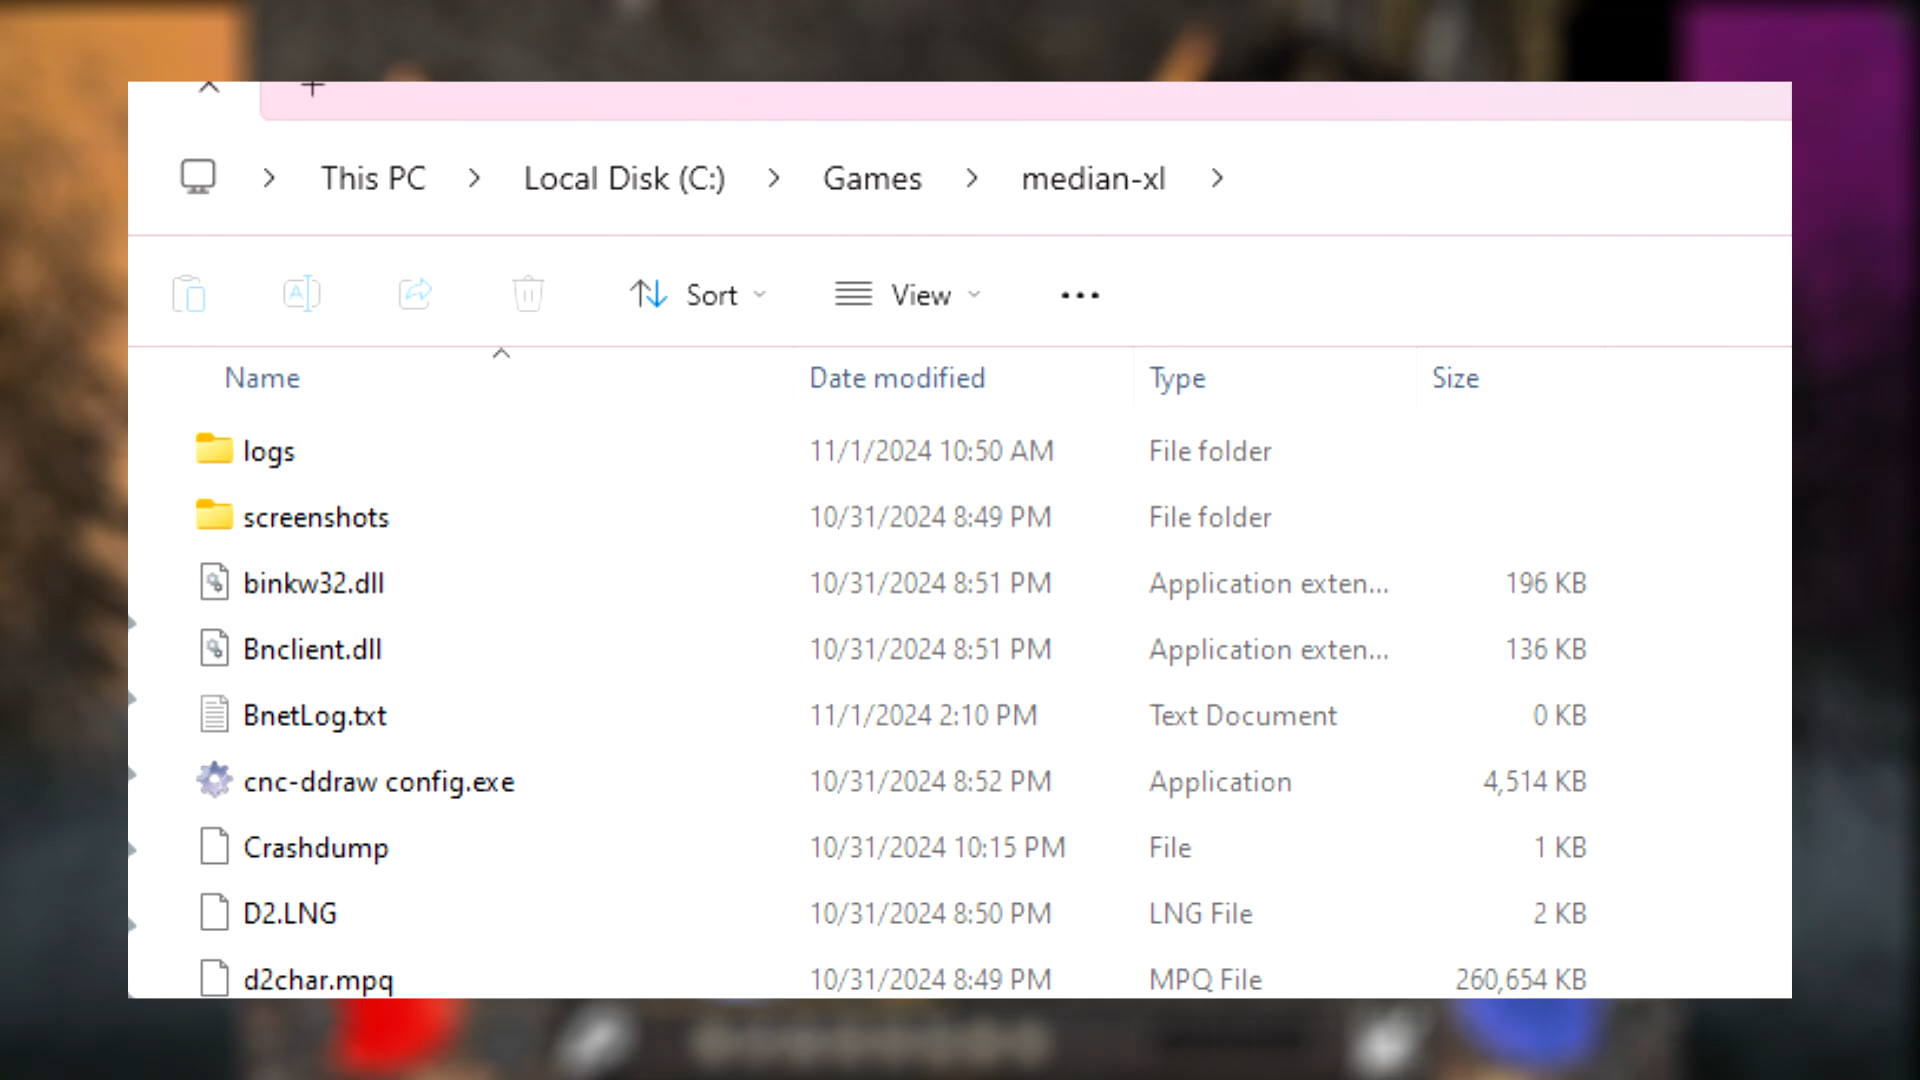 This PC > Local Disk (C:) > Games > median-xl >
Sort View
Name Date modified Type Size
logs 11/1/2024 10:50 AM File folder
screenshots 10/31/2024 8:49 PM File folder
binkw32.dll 10/31/2024 8:51 PM Application exten... 196 KB
Bnclient.dll 10/31/2024 8:51 PM Application exten... 136 KB
BnetLog.txt 11/1/2024 2:10 PM Text Document 0 KB
cnc-ddraw config.exe 10/31/2024 8:52 PM Application 4,514 KB
Crashdump 10/31/2024 10:15 PM File 1 KB
D2.LNG 10/31/2024 8:50 PM LNG File 2 KB
d2char.mpq 10/31/2024 8:49 PM MPQ File 260,654 KB